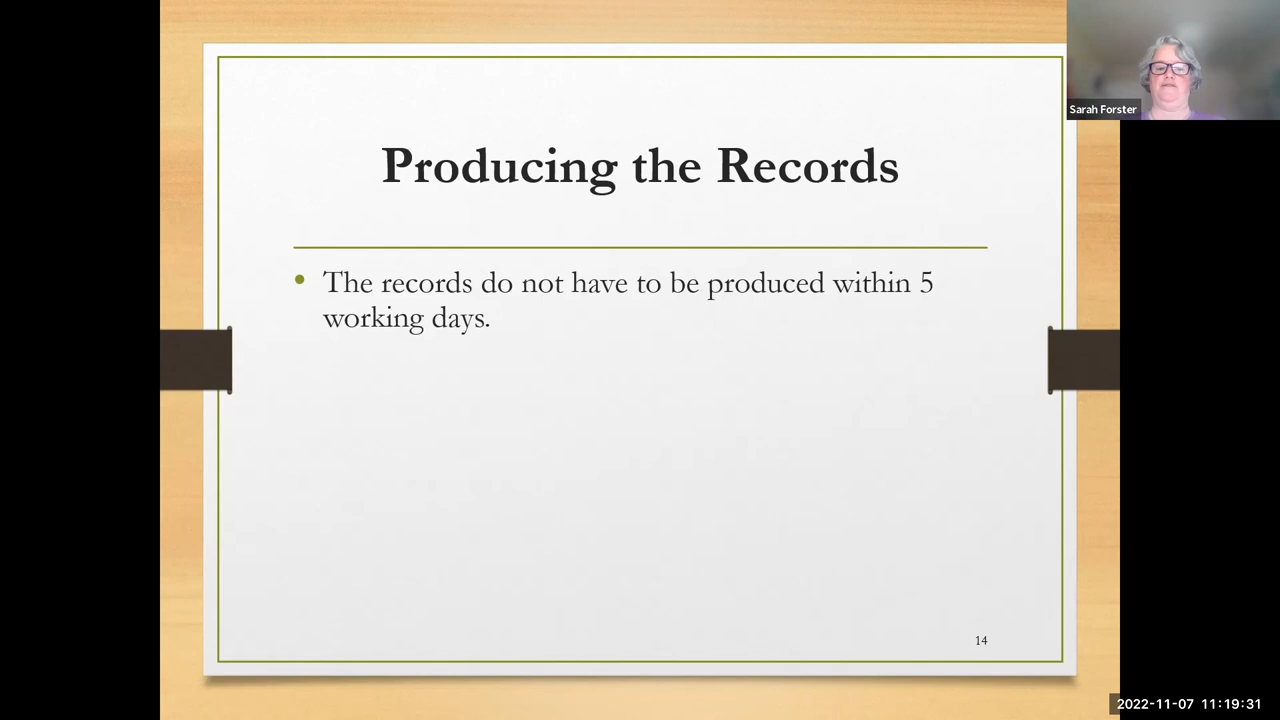 Sarah Forster
Producing the Records
• The records do not have to be produced within 5
working days.
14
2022-11-07 11:19:31